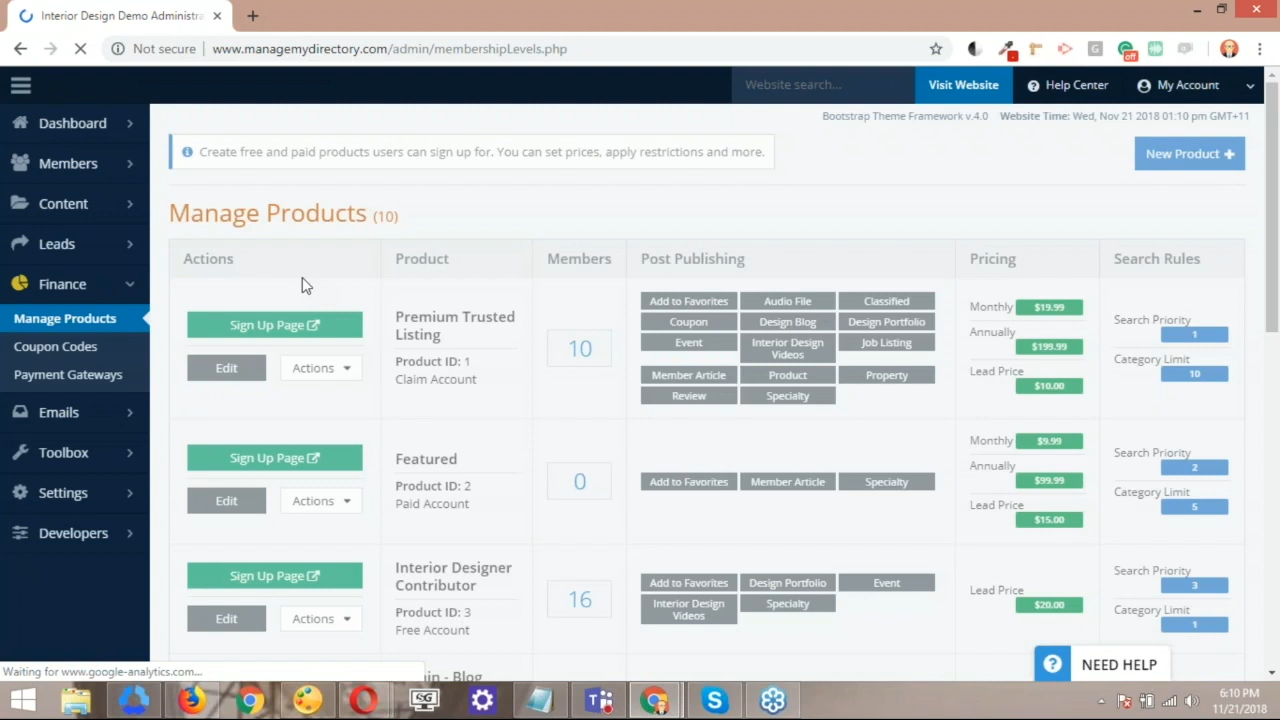 Interior Design Demo Administra
Not secure
www.managemydirectory.com/admin/membershipLevels.php
off
Website search...
Visit Website
Help Center
My Account
Bootstrap Theme Framework v.4.0 Website Time: Wed, Nov 21 2018 01:10 pm GMT+11
Dashboard
Members
Content
Leads
Finance
Manage Products
Coupon Codes
Payment Gateways
Emails
Toolbox
Settings
Developers
Create free and paid products users can sign up for. You can set prices, apply restrictions and more.
New Product
Manage Products (10)
Actions
Product
Members
Post Publishing
Pricing
Search Rules
Sign Up Page
Edit
Actions
Premium Trusted
Listing
Product ID: 1
Claim Account
10
Add to Favorites
Audio File
Classified
Coupon
Design Blog
Design Portfolio
Event
Interior Design
Videos
Job Listing
Member Article
Product
Property
Review
Specialty
Monthly $19.99
Annually
$199.99
Lead Price
$10.00
Search Priority
1
Category Limit
10
Sign Up Page
Edit
Actions
Featured
Product ID: 2
Paid Account
0
Add to Favorites
Member Article
Specialty
Monthly $9.99
Annually
$99.99
Lead Price
$15.00
Search Priority
2
Category Limit
5
Sign Up Page
Edit
Actions
Interior Designer
Contributor
Product ID: 3
Free Account
16
Add to Favorites
Design Portfolio
Event
Interior Design
Videos
Specialty
Lead Price
$20.00
Search Priority
3
Category Limit
1
- Blog
NEED HELP
Waiting for www.google-analytics.com...
SG
6:10 PM
11/21/2018